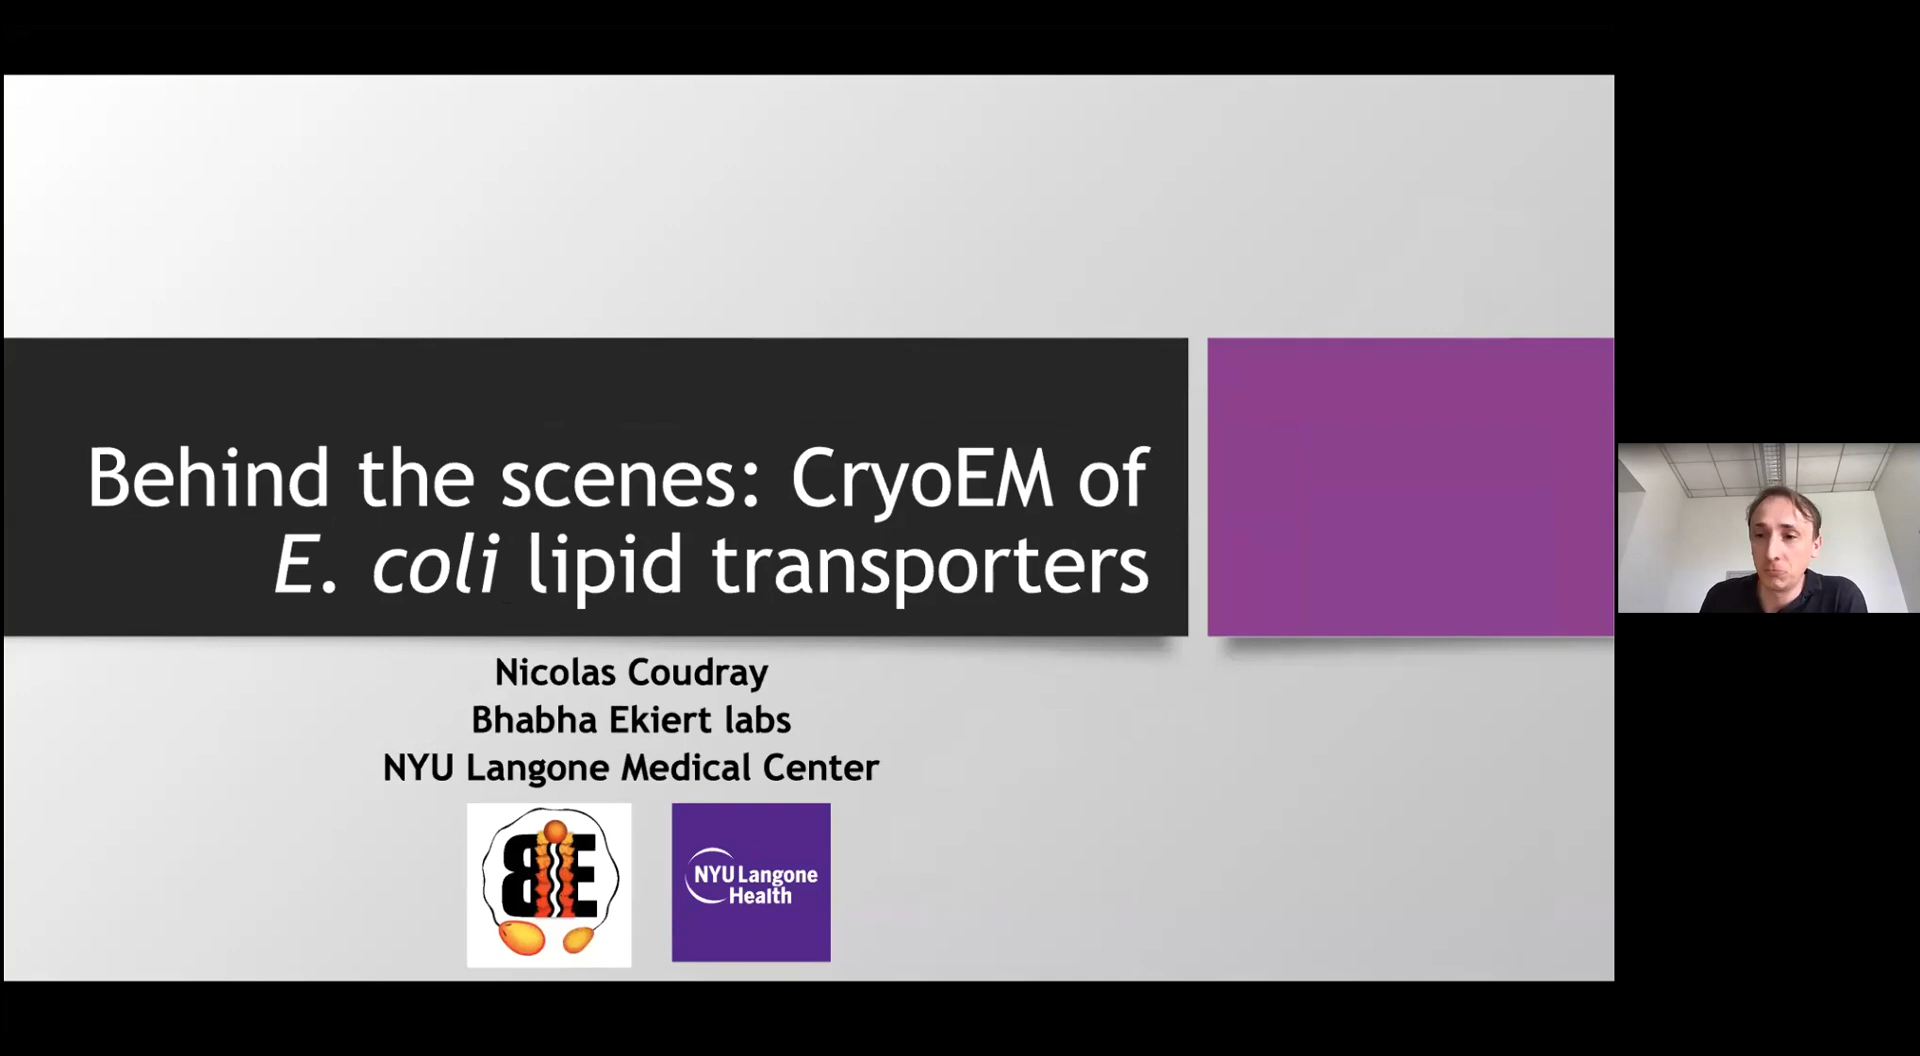 Behind the scenes: CryoEM of
E. coli lipid transporters
Nicolas Coudray
Bhabha Ekiert labs
NYU Langone Medical Center
BE
NYU Langone
Health